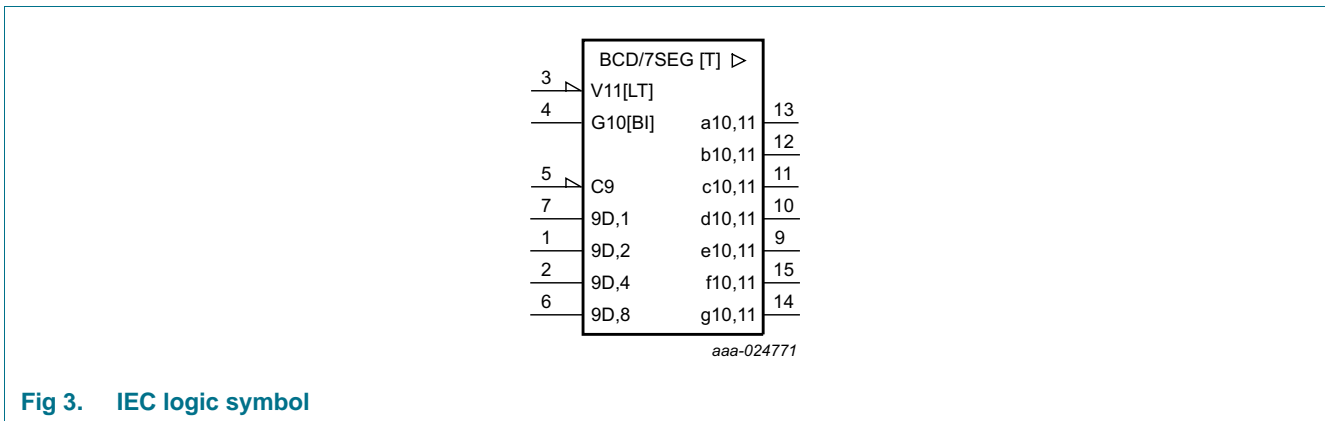 BCD/7SEG [T]
3 V11[LT]
4 G10[BI] a10,11 13
b10,11 12
5 C9 c10,11 11
7 9D,1 d10,11 10
1 9D,2 e10,11 9
2 9D,4 f10,11 15
6 9D,8 g10,11 14
aaa-024771
Fig 3. IEC logic symbol